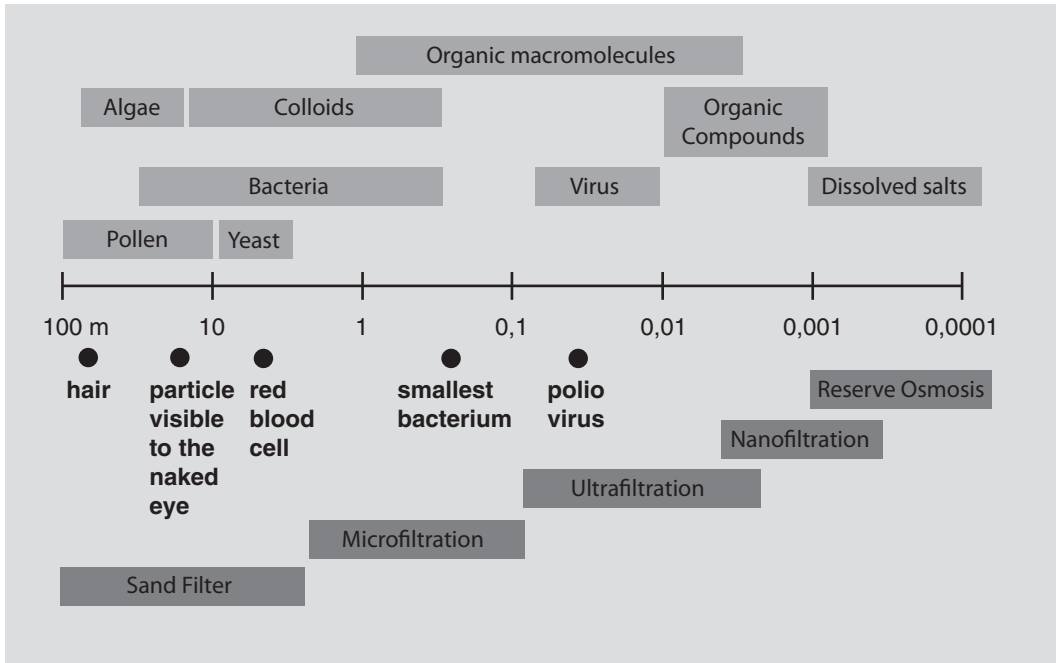 Organic macromolecules
Algae
Colloids
Organic
Compounds
Bacteria
Virus
Dissolved salts
Pollen
Yeast
100 m
10
1
0,1
0,01
0,001
0,0001
hair
particle
visible
to the
naked
eye
red
blood
cell
smallest
bacterium
polio
virus
Reserve Osmosis
Nanofiltration
Ultrafiltration
Microfiltration
Sand Filter